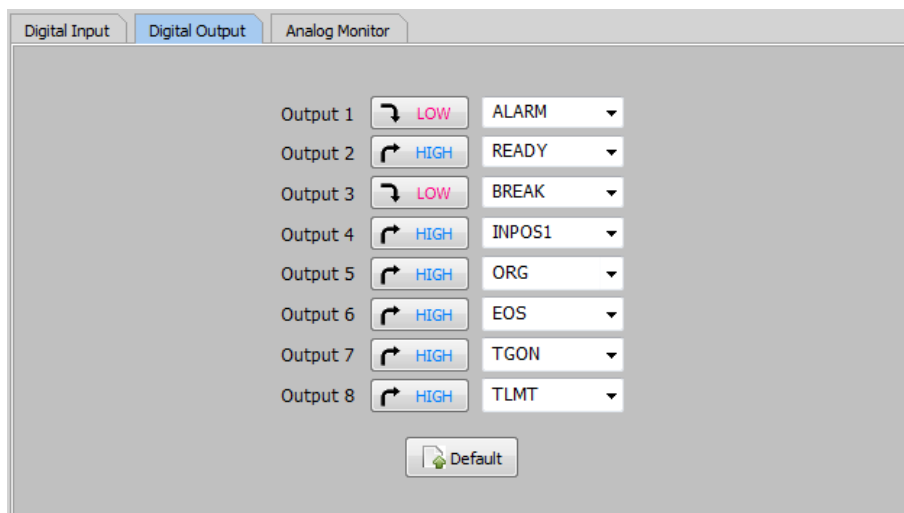 Digital Input Digital Output Analog Monitor
Output 1 LOW ALARM
Output 2 HIGH READY
Output 3 LOW BREAK
Output 4 HIGH INPOS1
Output 5 HIGH ORG
Output 6 HIGH EOS
Output 7 HIGH TGON
Output 8 HIGH TLMT
Default